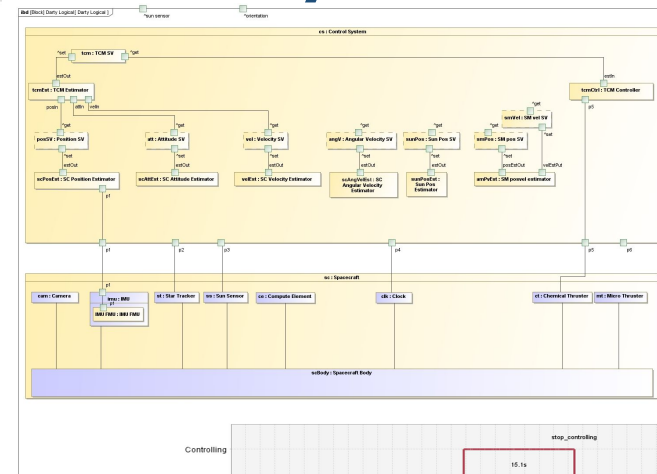 ibd [Block] Darty Logical[ Darty Logical ]
^sun sensor
^orientation
cs : Control System
^set
tcm : TCM SV
^get
estOut
estIn
tcmEst : TCM Estimator
tcmCtrl : TCM Controller
posIn
attIn
velIn
p5
^get
smVel : SM vel SV
^get
^get
^get
^get
^get
^get
^set
posSV : Position SV
att : Attitude SV
vel : Velocity SV
angV : Angular Velocity SV
sunPos : Sun Pos SV
smPos : SM pos SV
^set
^set
^set
^set
^set
^set
estOut
estOut
estOut
estOut
posEstOut
velEstPut
scPosEst : SC Position Estimator
scAttEst : SC Attitude Estimator
velEst : SC Velocity Estimator
scAngVelEst : SC
Angular Velocity
Estimator
sunPosEst :
Sun Pos
Estimator
smPvEst : SM posvel estimator
p1
p1
p2
p3
p4
p5
p6
sc : Spacecraft
p1
cam : Camera
imu : IMU
st : Star Tracker
ss : Sun Sensor
ce : Compute Element
clk : Clock
ct : Chemical Thruster
mt : Micro Thruster
p1
IMU FMU : IMU FMU
scBody : Spacecraft Body
stop_controlling
Controlling
15.1s